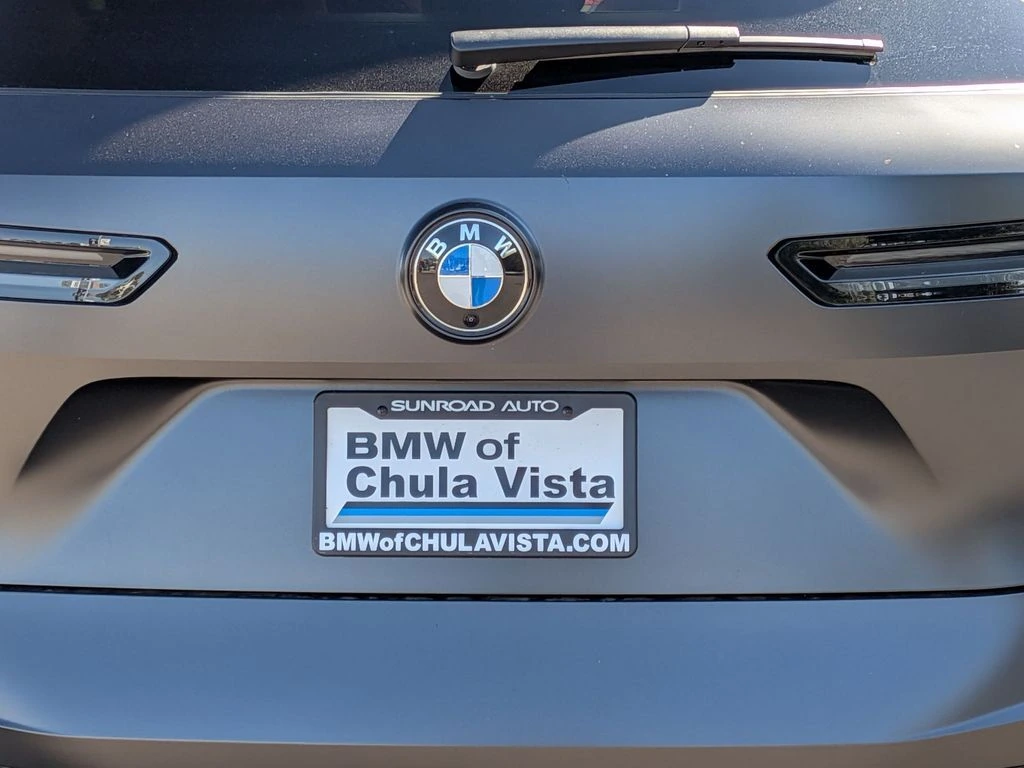 BMW
SUNROAD AUTO
BMW of
Chula Vista
BMWofCHULAVISTA.COM